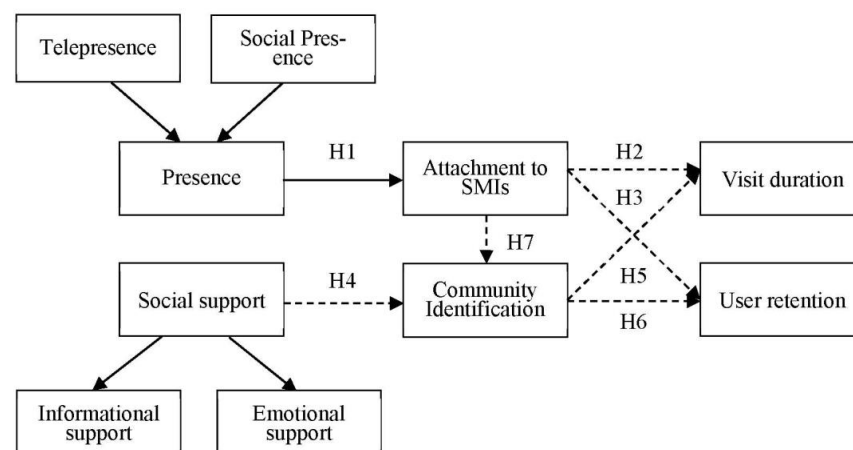 Telepresence
Social Pres-
ence
Presence
H1
Attachment to
SMIs
H2
H3
Visit duration
H7
Social support
H4
Community
Identification
H5
H6
User retention
Informational
support
Emotional
support